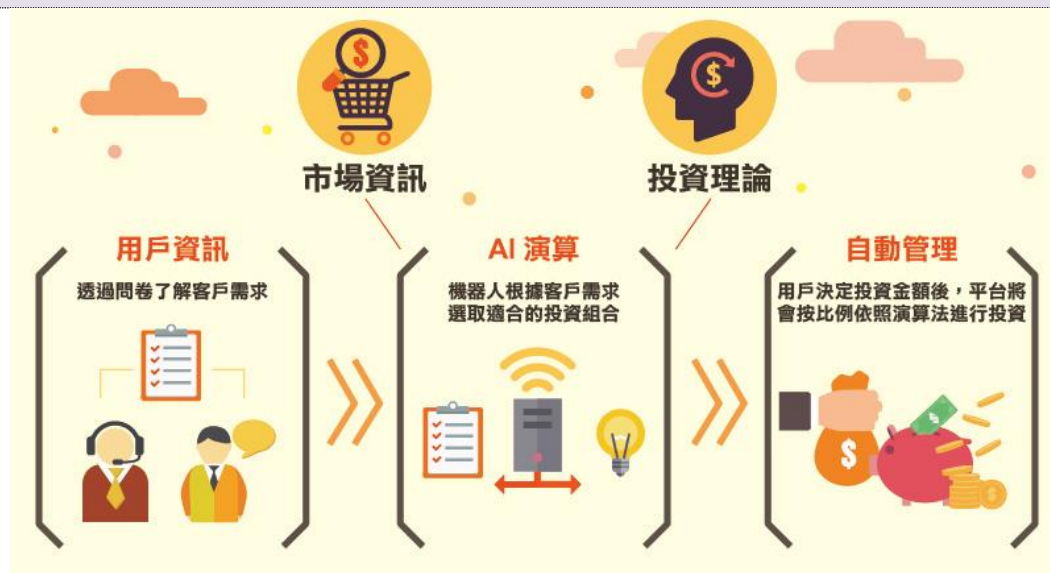 市場資訊
投資理論
用戶資訊
透過問卷了解客戶需求
AI 演算
機器人根據客戶需求
選取適合的投資組合
自動管理
用戶決定投資金額後，平台將
會按比例依照演算法進行投資